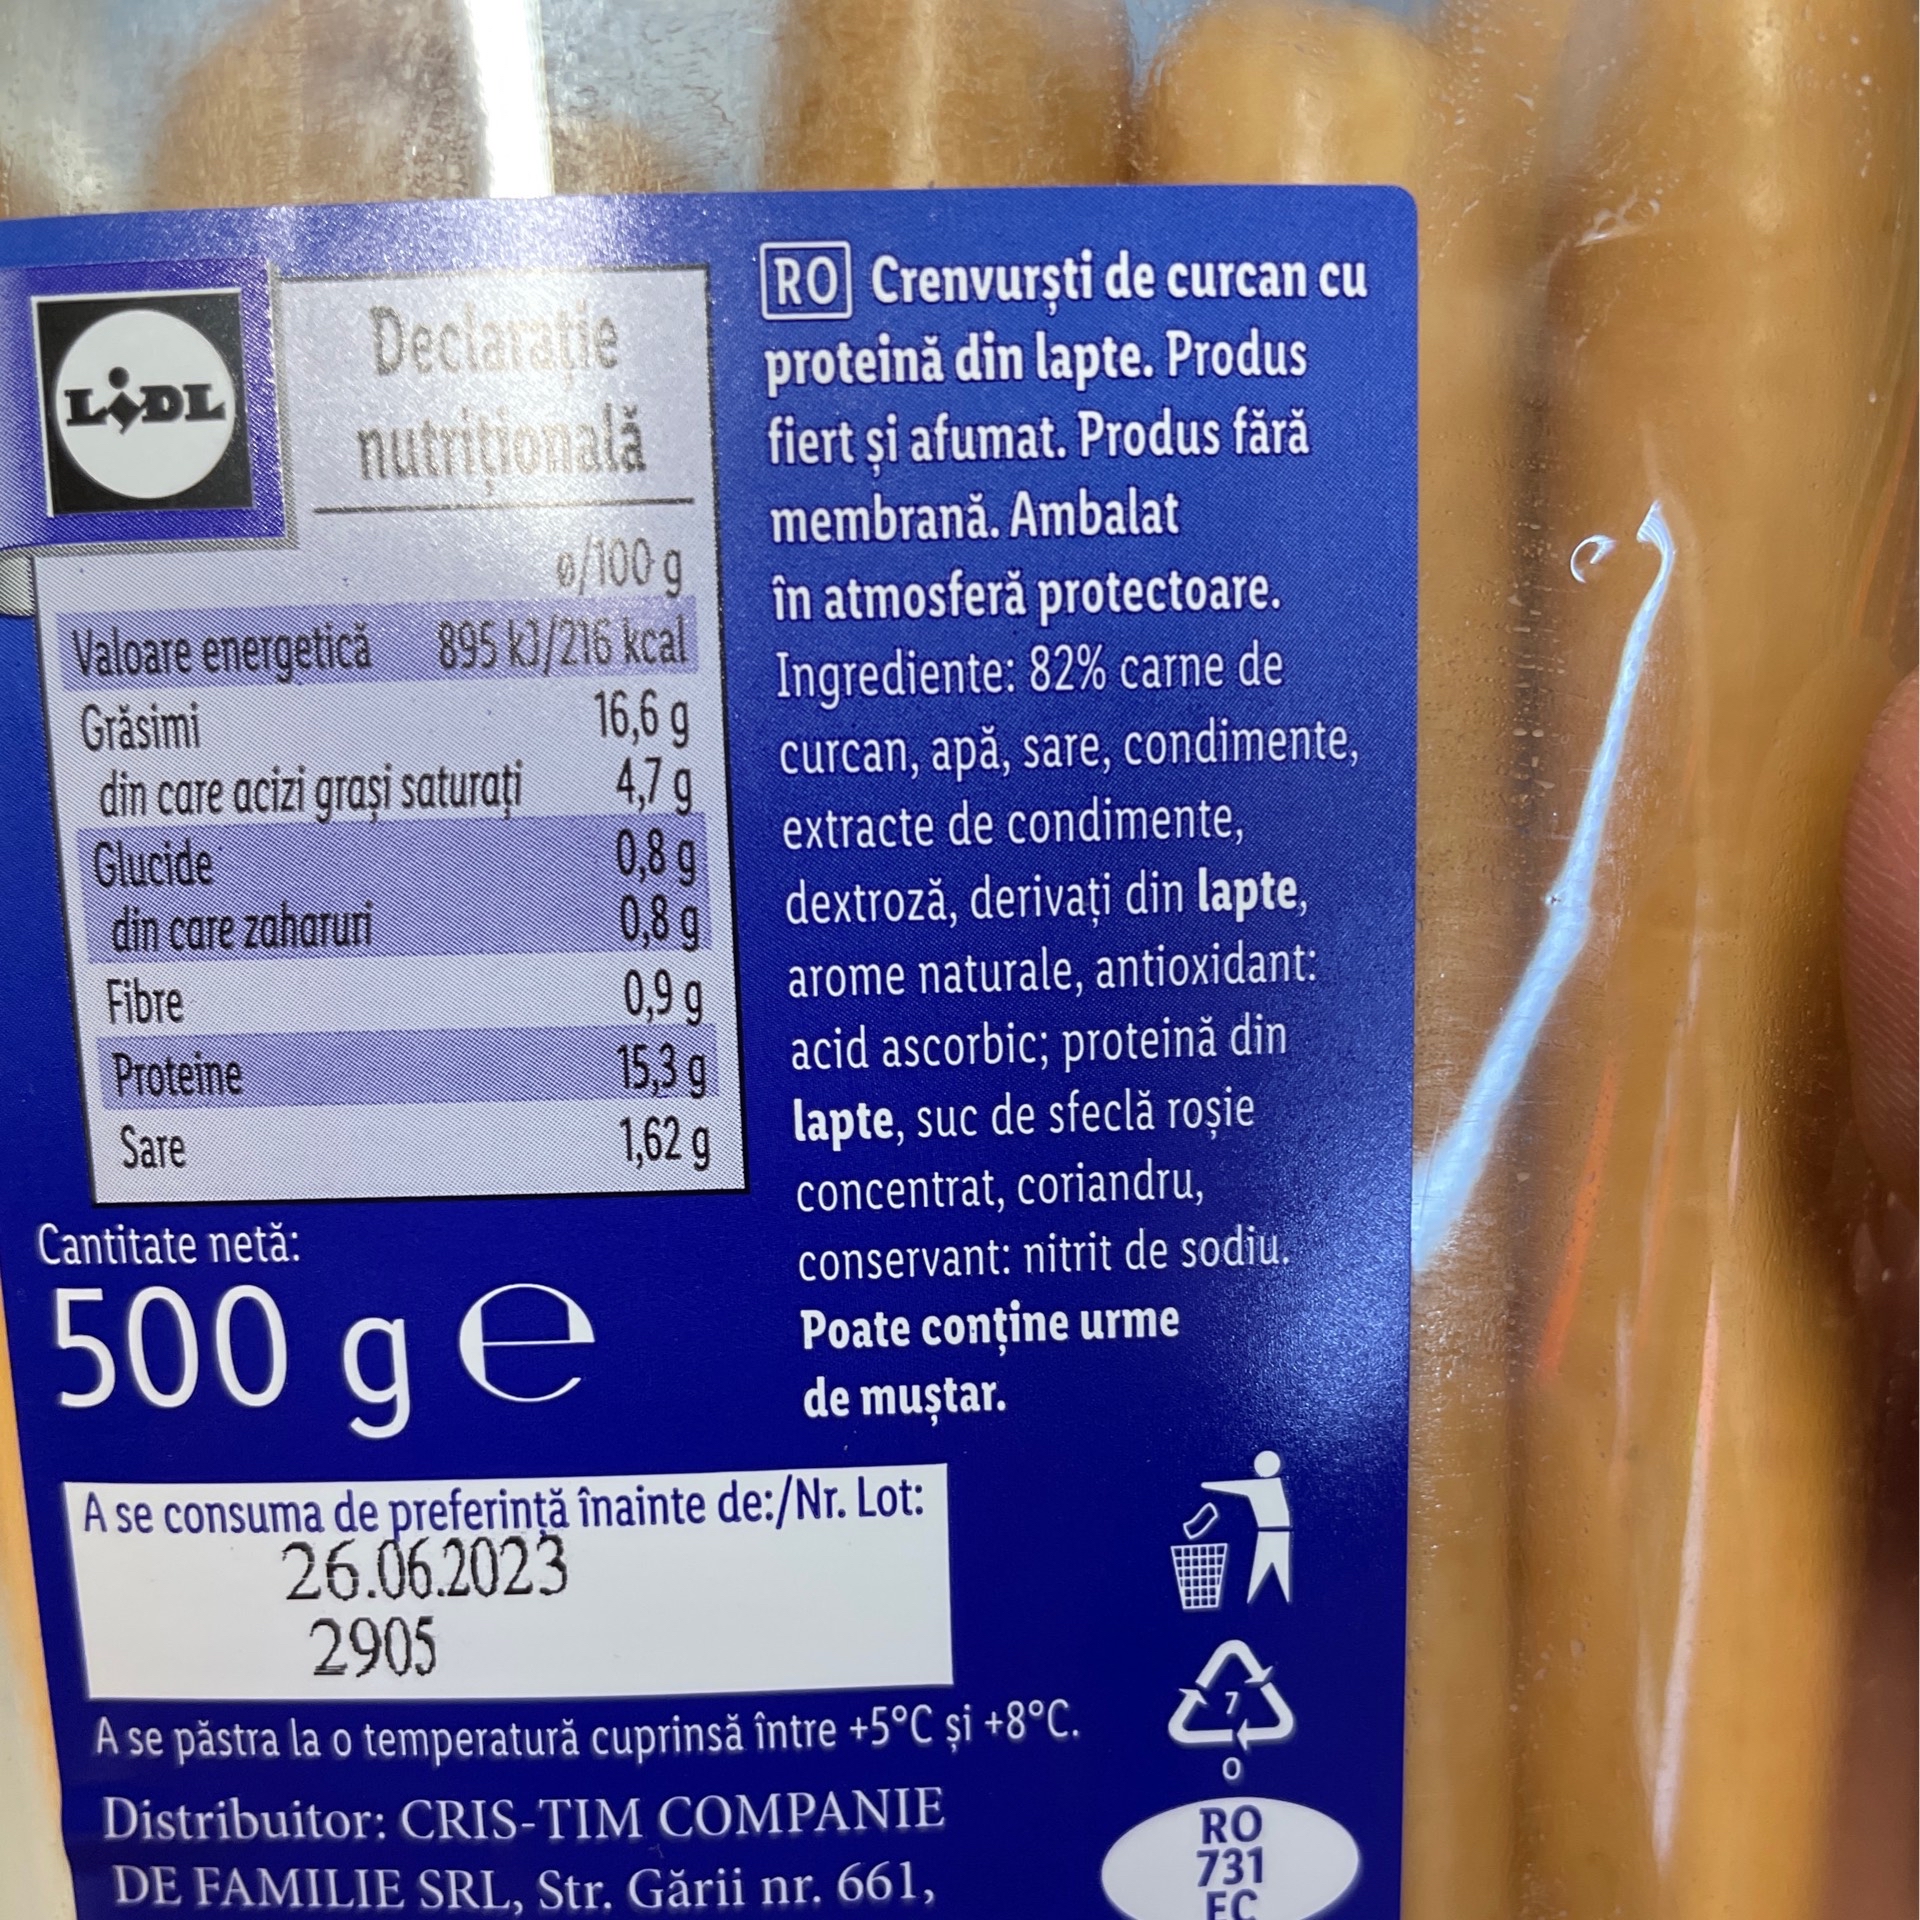 LIDL
Declarație
nutrițională
ø/100 g
Valoare energetică 895 kJ/216 kcal
Grăsimi 16,6 g
din care acizi grași saturați 4,7 g
Glucide 0,8 g
din care zaharuri 0,8 g
Fibre 0,9 g
Proteine 15,3 g
Sare 1,62 g
Cantitate netă:
500 g e
RO Crenvurști de curcan cu
proteină din lapte. Produs
fiert și afumat. Produs fără
membrană. Ambalat
în atmosferă protectoare.
Ingrediente: 82% carne de
curcan, apă, sare, condimente,
extracte de condimente,
dextroză, derivați din lapte,
arome naturale, antioxidant:
acid ascorbic; proteină din
lapte, suc de sfeclă roșie
concentrat, coriandru,
conservant: nitrit de sodiu.
Poate conține urme
de muștar.
A se consuma de preferință înainte de:/Nr. Lot:
26.06.2023
2905
A se păstra la o temperatură cuprinsă între +5°C și +8°C.
Distribuitor: CRIS-TIM COMPANIE
DE FAMILIE SRL, Str. Gării nr. 661,
7
O
RO
731
EC